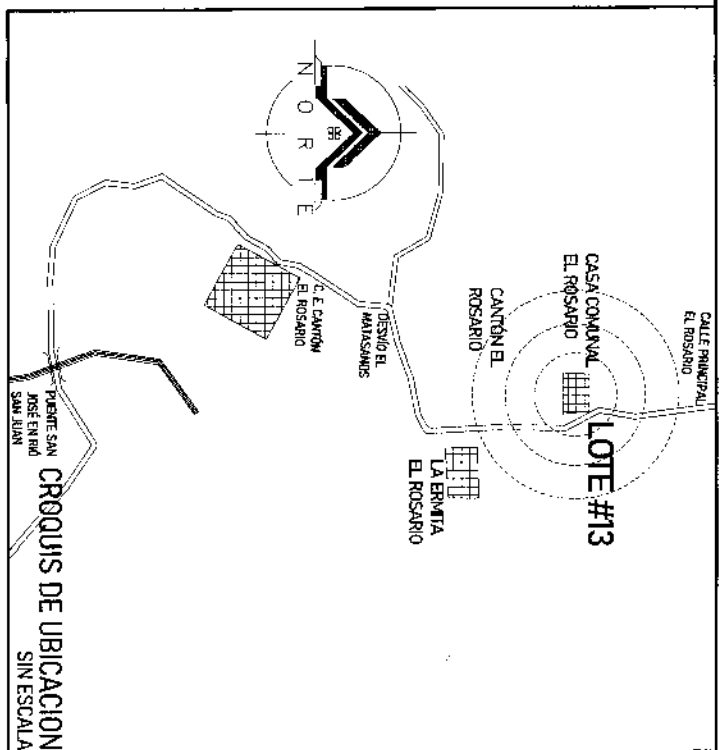 NORTE
CALLE PRINCIPAL
EL ROSARIO
CASA COMUNAL
EL ROSARIO
LOTE #13
CANTÓN EL
ROSARIO
LA ERMITA
EL ROSARIO
DESVÍO EL
MATASANOS
C. E. CANTÓN
EL ROSARIO
PUENTE SAN
JOSÉ EN RIÓ
SAN JUAN
CROQUIS DE UBICACION
SIN ESCALA